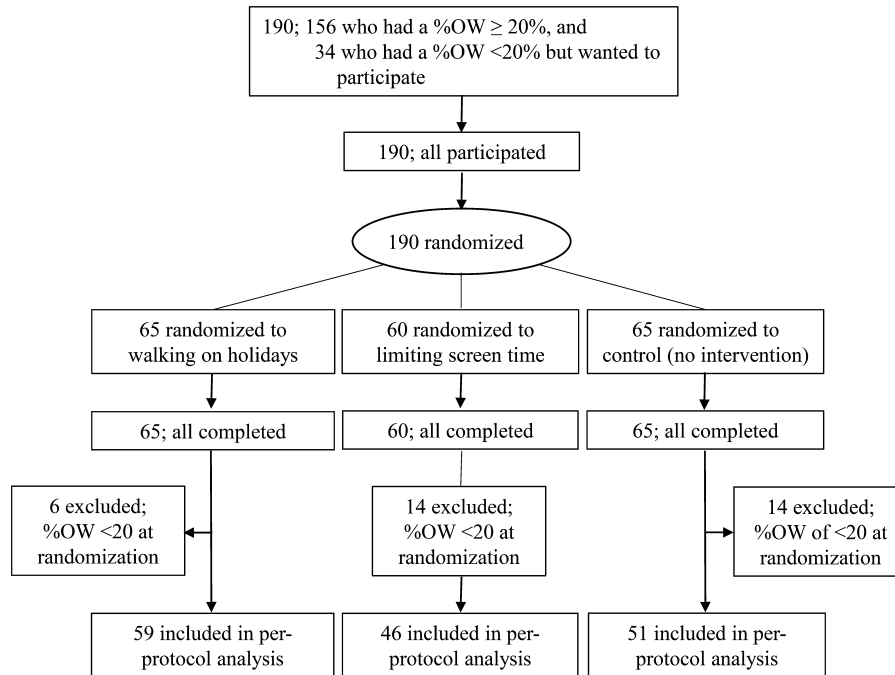 190; 156 who had a %OW ≥ 20%, and
34 who had a %OW <20% but wanted to
participate
190; all participated
190 randomized
65 randomized to
walking on holidays
60 randomized to
limiting screen time
65 randomized to
control (no intervention)
65; all completed
60; all completed
65; all completed
6 excluded;
%OW <20 at
randomization
14 excluded;
%OW <20 at
randomization
14 excluded;
%OW of <20 at
randomization
59 included in per-
protocol analysis
46 included in per-
protocol analysis
51 included in per-
protocol analysis